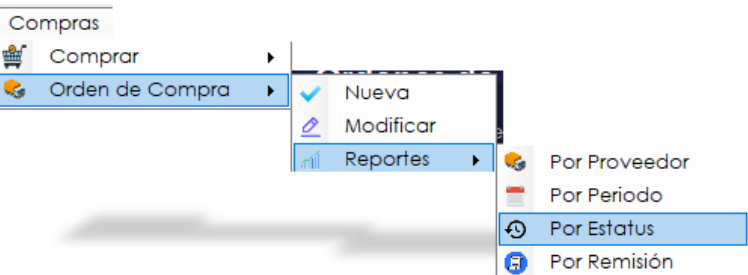 Compras
Comprar
Orden de Compra
Nueva
Modificar
Reportes
Por Proveedor
Por Periodo
Por Estatus
Por Remisión